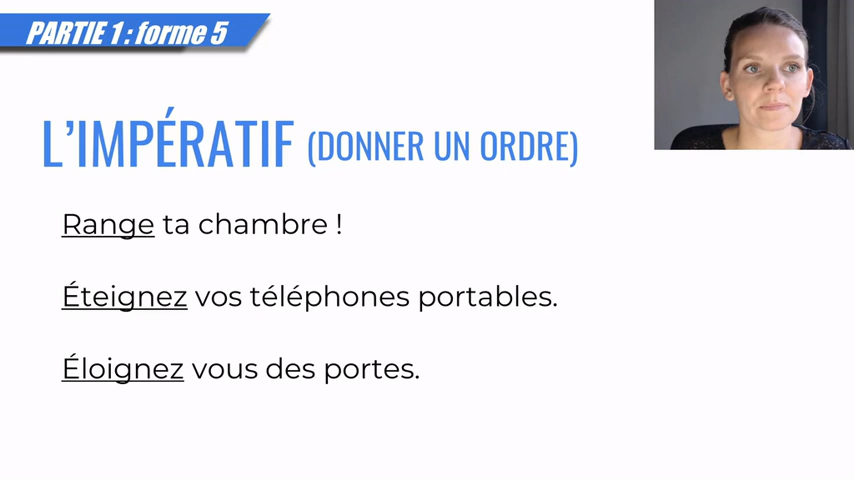 PARTIE 1 : forme 5
L'IMPÉRATIF (DONNER UN ORDRE)
Range ta chambre !
Éteignez vos téléphones portables.
Éloignez vous des portes.